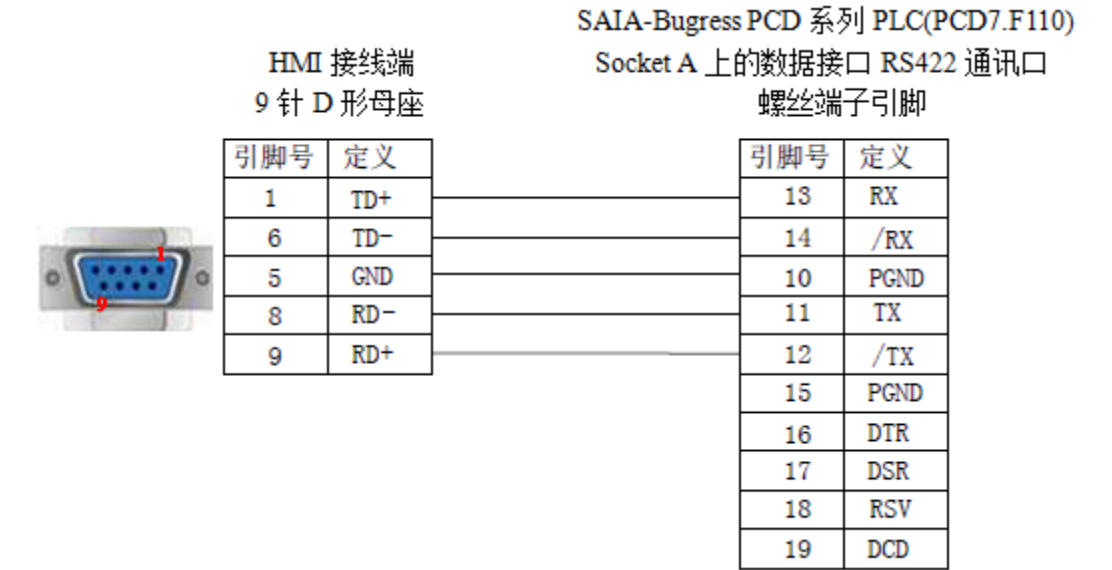 SAIA-Bugress PCD 系列 PLC(PCD7.F110)
HMI 接线端
Socket A 上的数据接口 RS422 通讯口
9 针 D 形母座
螺丝端子引脚
引脚号 定义
引脚号 定义
1 TD+
13 RX
6 TD-
14 /RX
5 GND
10 PGND
8 RD-
11 TX
9 RD+
12 /TX
15 PGND
16 DTR
17 DSR
18 RSV
19 DCD
1
9